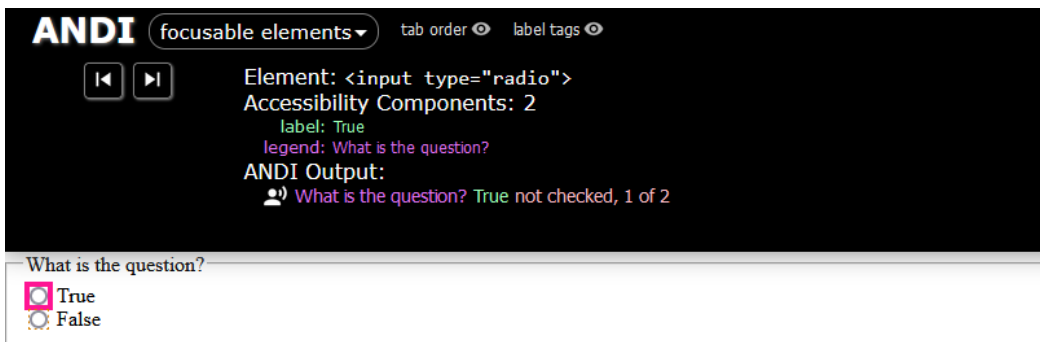 ANDI focusable elements tab order label tags
Element: <input type="radio">
Accessibility Components: 2
label: True
legend: What is the question?
ANDI Output:
What is the question? True not checked, 1 of 2
What is the question?
True
False